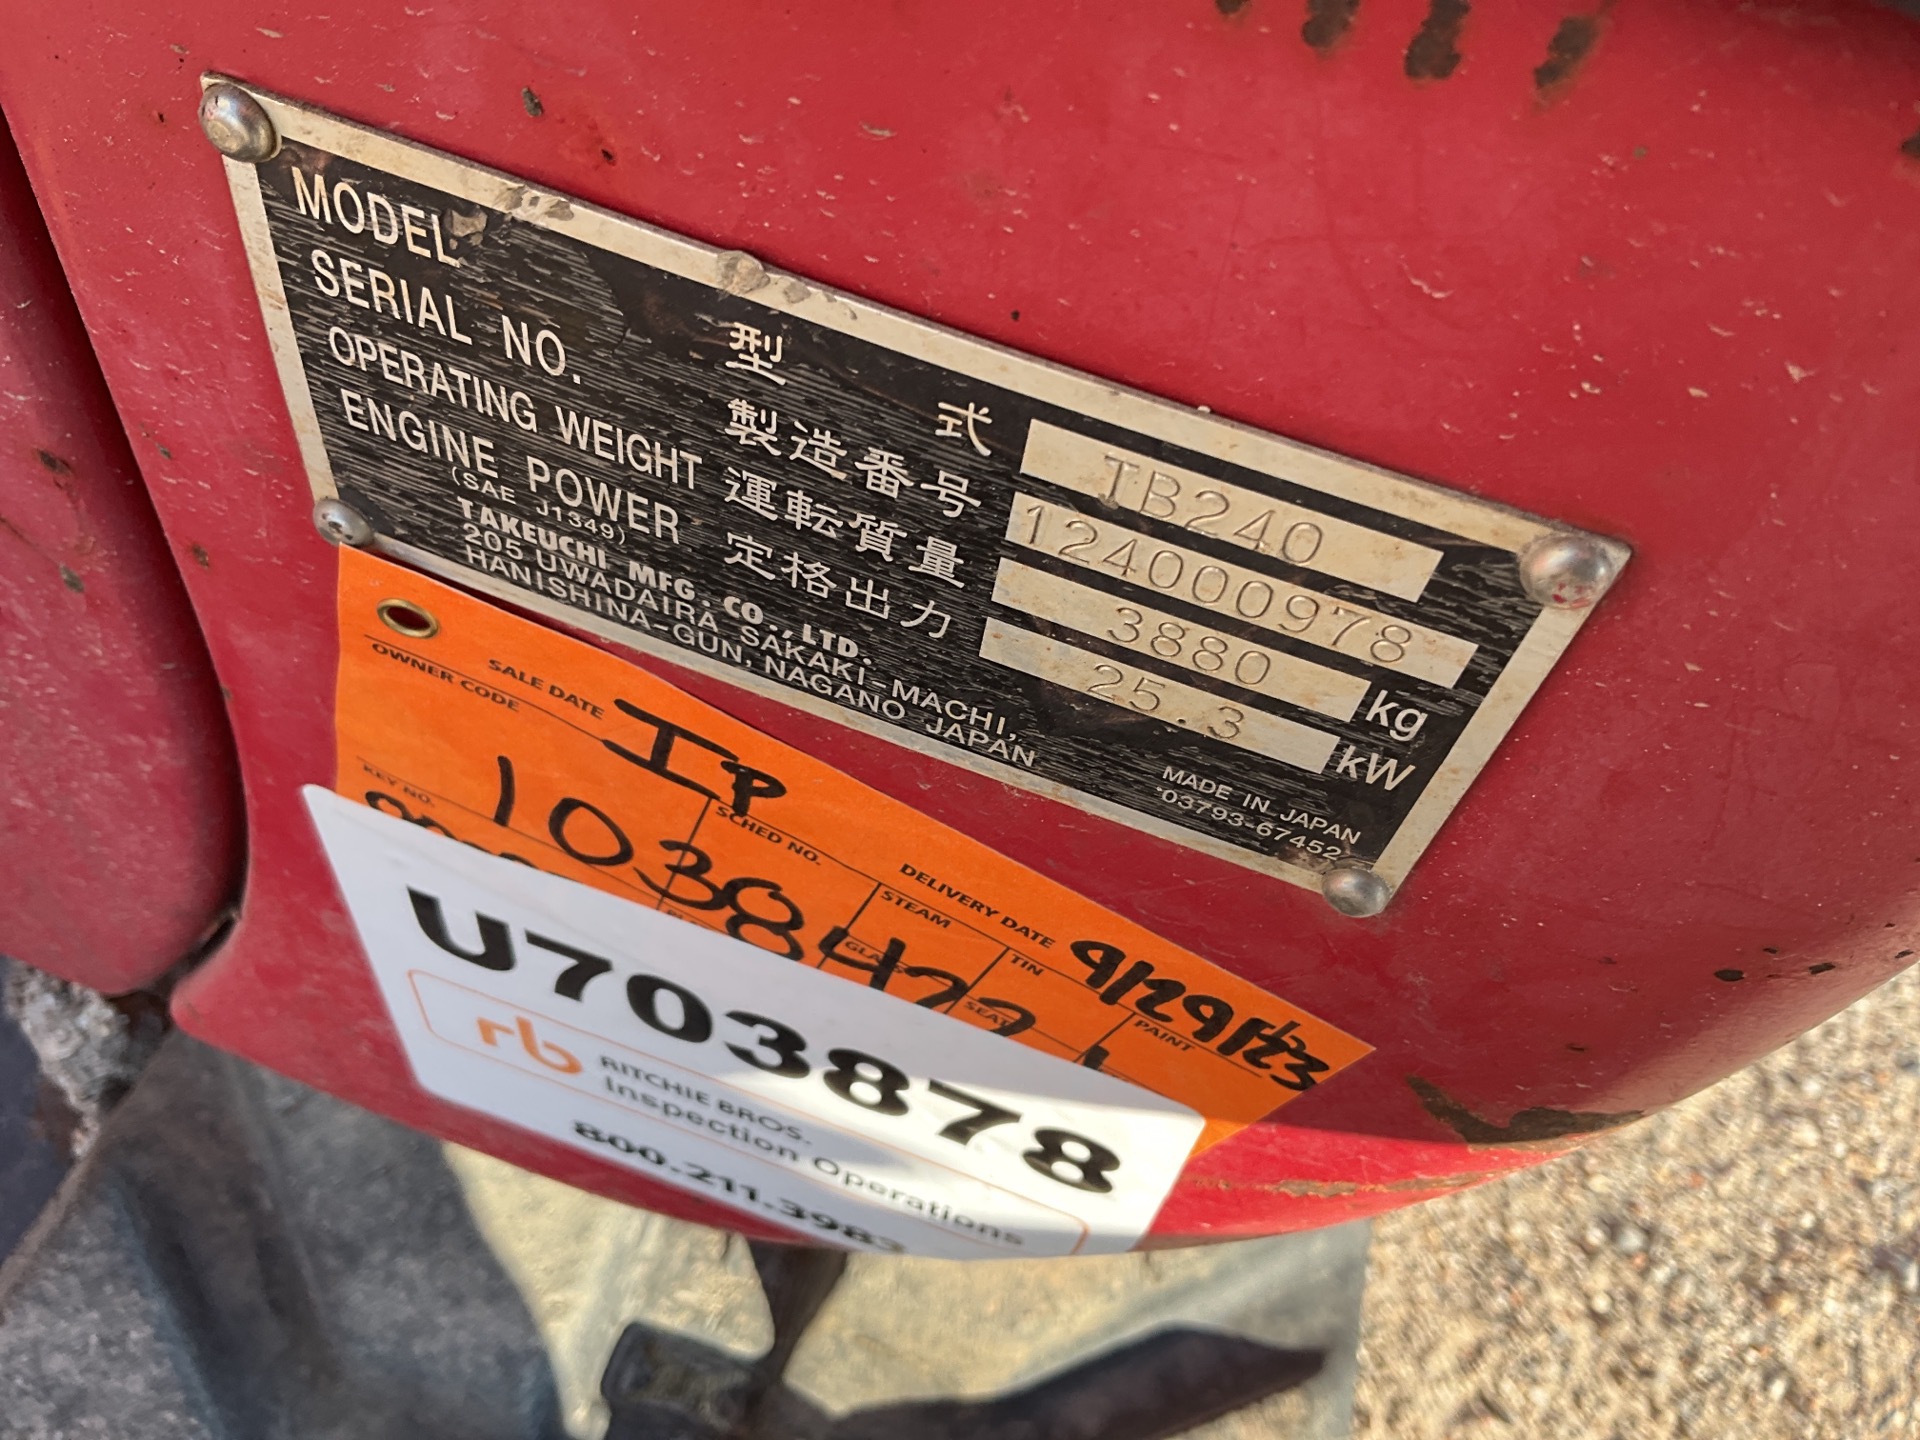 MODEL 型式 TB240
SERIAL NO. 製造番号 124000978
OPERATING WEIGHT 運転質量 3880 kg
ENGINE POWER 定格出力 25.3 kW
(SAE J1349)
TAKEUCHI MFG. CO., LTD.
205 UWADAIRA SAKAKI-MACHI,
HANISHINA-GUN, NAGANO JAPAN
MADE IN JAPAN
03793-67452
SALE DATE
DELIVERY DATE 9/29/23
OWNER CODE
SCHED NO.
STEAM
TIN
PAINT
KEY NO.
GLASS
SEAT
U703878
rb
RITCHIE BROS.
Inspection Operations
800.211.3983